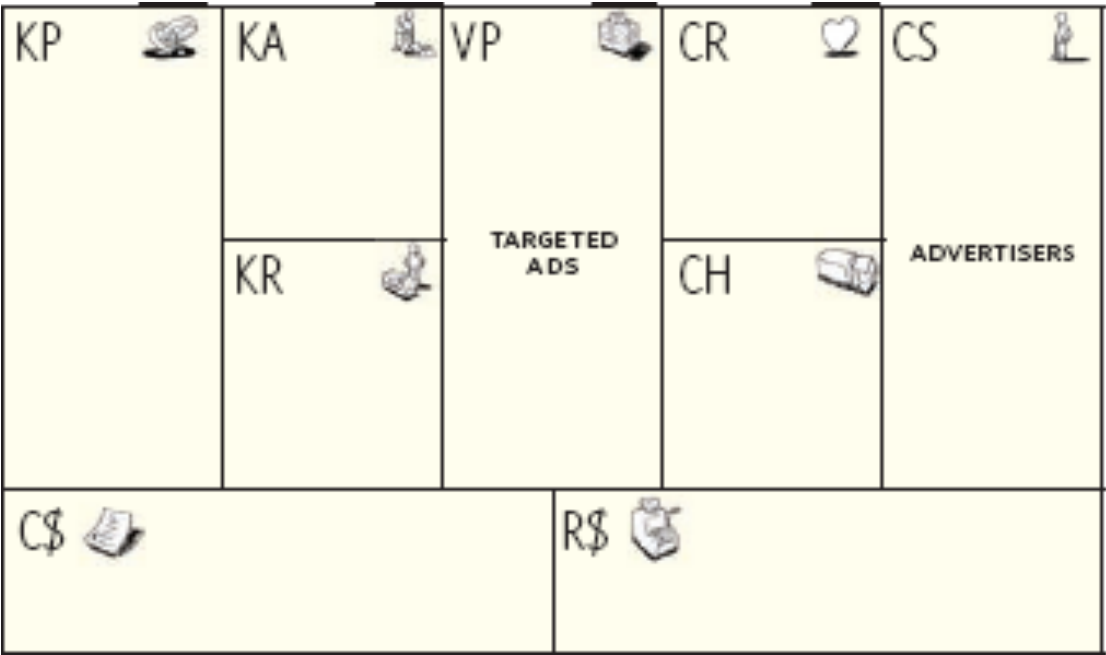 KP
KA
VP
CR
CS
TARGETED
ADS
ADVERTISERS
KR
CH
C$
R$